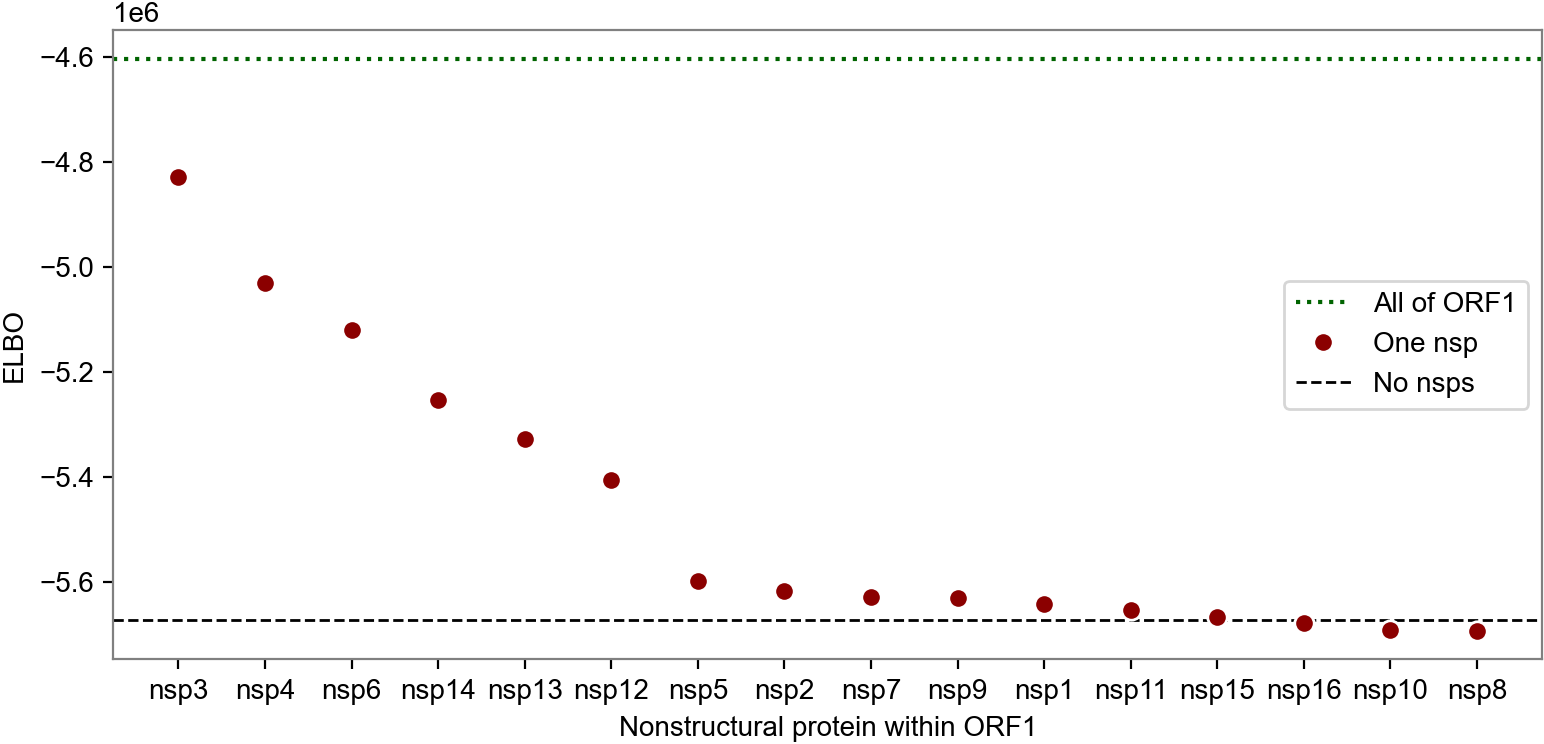 1e6
−4.6
−4.8
−5.0
−5.2
−5.4
−5.6
ELBO
All of ORF1
One nsp
No nsps
nsp3 nsp4 nsp6 nsp14 nsp13 nsp12 nsp5 nsp2 nsp7 nsp9 nsp1 nsp11 nsp15 nsp16 nsp10 nsp8
Nonstructural protein within ORF1